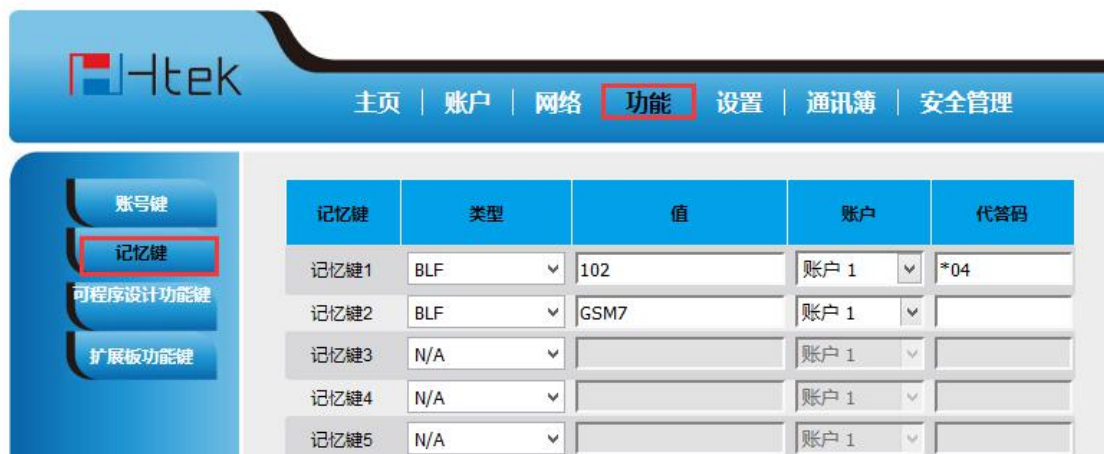 Htek
主页 | 账户 | 网络 功能 设置 | 通讯簿 | 安全管理
账号键
记忆键
可程序设计功能键
扩展板功能键
记忆键 类型 值 账户 代答码
记忆键1 BLF 102 账户 1 *04
记忆键2 BLF GSM7 账户 1
记忆键3 N/A 账户 1
记忆键4 N/A 账户 1
记忆键5 N/A 账户 1